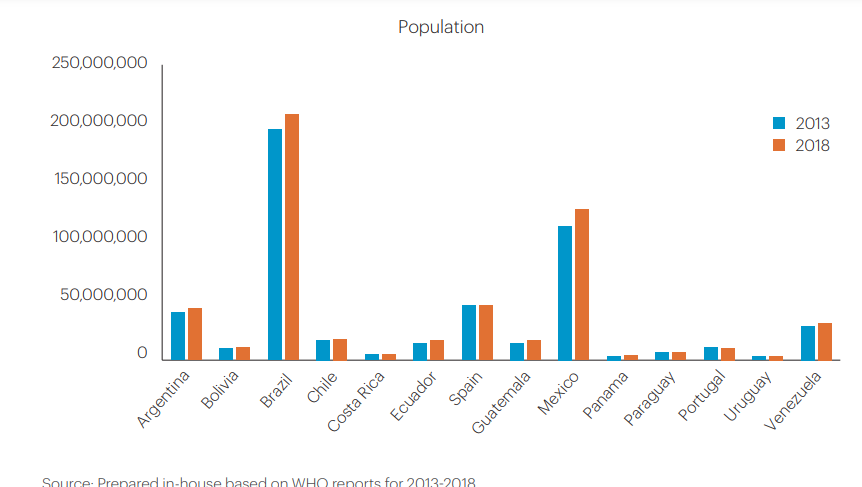 Population
250,000,000
200,000,000
150,000,000
100,000,000
50,000,000
0
2013
2018
Argentina
Bolivia
Brazil
Chile
Costa Rica
Ecuador
Spain
Guatemala
Mexico
Panama
Paraguay
Portugal
Uruguay
Venezuela
Source: Prepared in-house based on WHO reports for 2013-2018